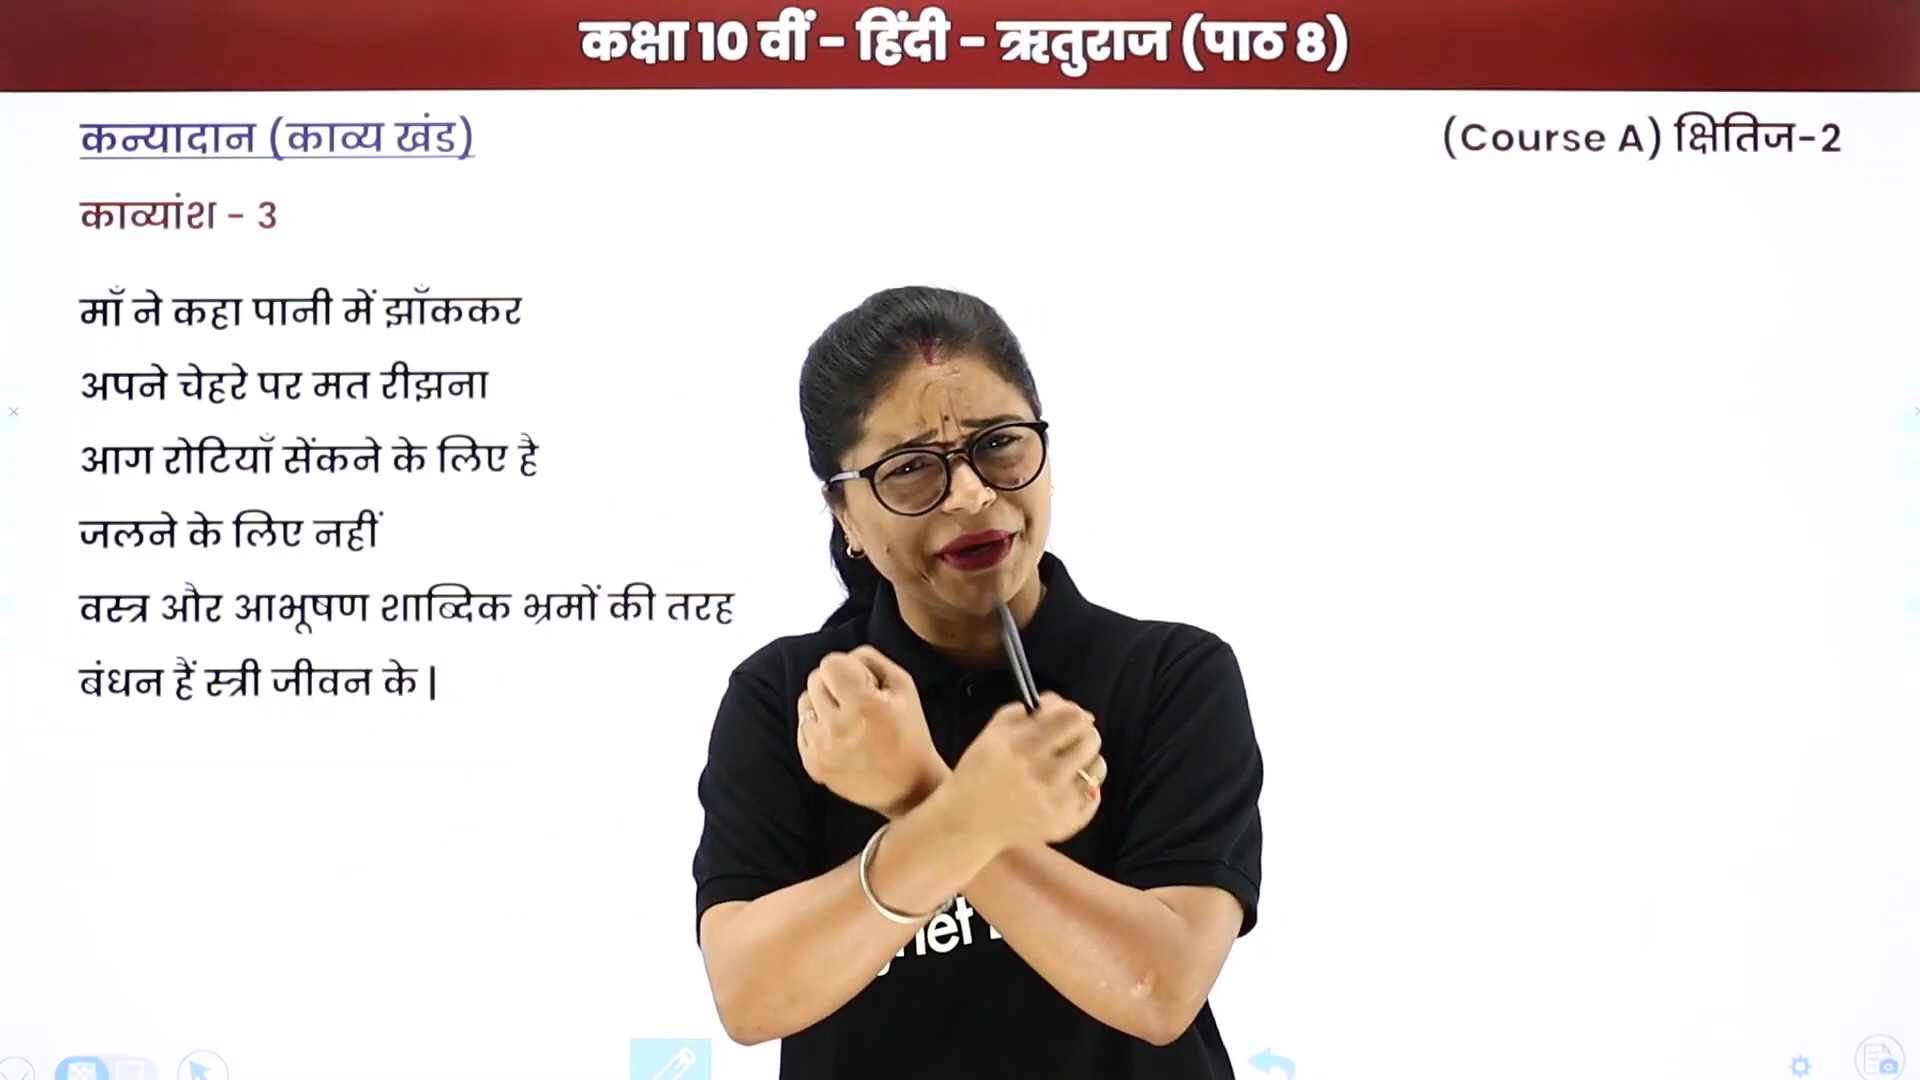 कक्षा 10 वीं - हिंदी - ऋतुराज (पाठ 8)
कन्यादान (काव्य खंड)
(Course A) क्षितिज-2
काव्यांश - 3
माँ ने कहा पानी में झाँककर
अपने चेहरे पर मत रीझना
आग रोटियाँ सेंकने के लिए है
जलने के लिए नहीं
वस्त्र और आभूषण शाब्दिक भ्रमों की तरह
बंधन हैं स्त्री जीवन के |